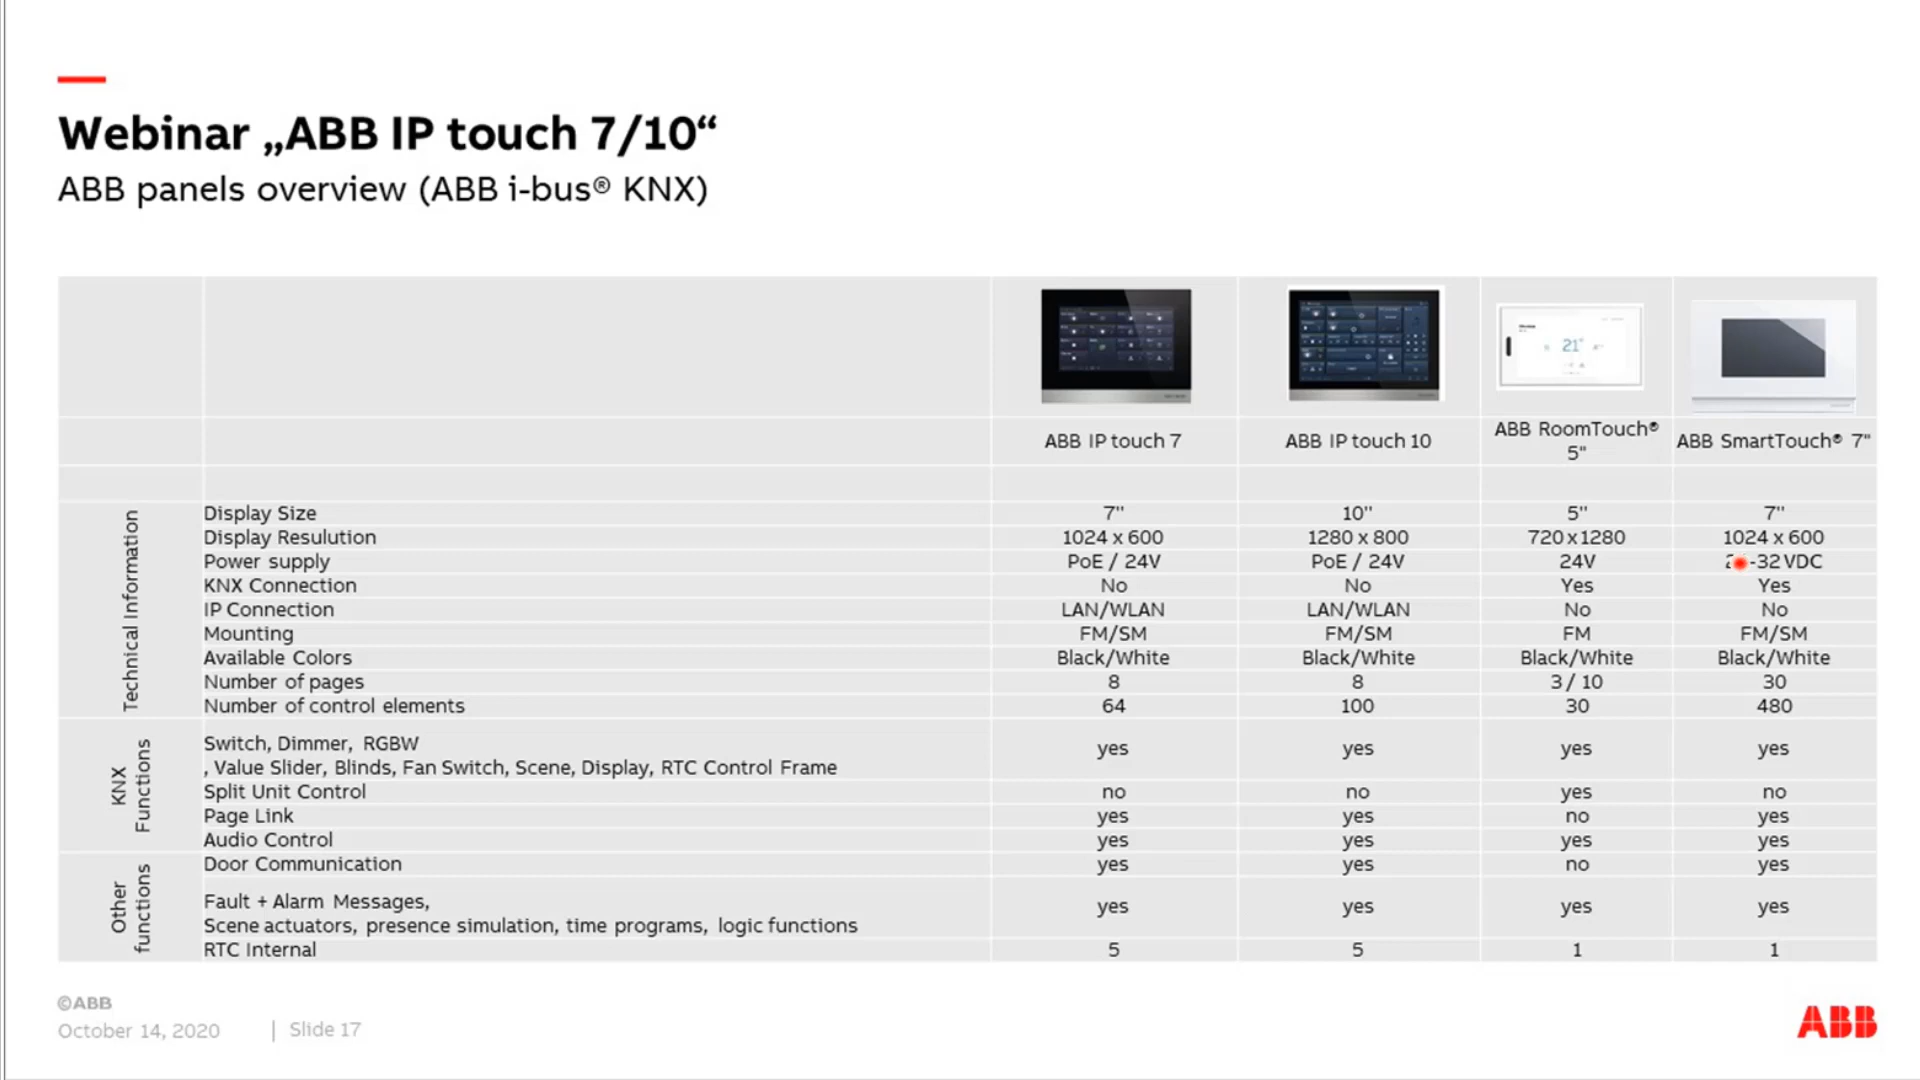 Webinar „ABB IP touch 7/10“
ABB panels overview (ABB i-bus® KNX)
ABB IP touch 7
ABB IP touch 10
ABB RoomTouch®
5"
ABB SmartTouch® 7"
Technical Information
Display Size 7'' 10'' 5'' 7''
Display Resulution 1024 x 600 1280 x 800 720 x 1280 1024 x 600
Power supply PoE / 24V PoE / 24V 24V -32 VDC
KNX Connection No No Yes Yes
IP Connection LAN/WLAN LAN/WLAN No No
Mounting FM/SM FM/SM FM FM/SM
Available Colors Black/White Black/White Black/White Black/White
Number of pages 8 8 3 / 10 30
Number of control elements 64 100 30 480
KNX
Functions
Switch, Dimmer, RGBW
, Value Slider, Blinds, Fan Switch, Scene, Display, RTC Control Frame
yes yes yes yes
Split Unit Control no no yes no
Page Link yes yes no yes
Audio Control yes yes yes yes
Other
functions
Door Communication yes yes no yes
Fault + Alarm Messages,
Scene actuators, presence simulation, time programs, logic functions
yes yes yes yes
RTC Internal 5 5 1 1
©ABB
October 14, 2020 | Slide 17
ABB